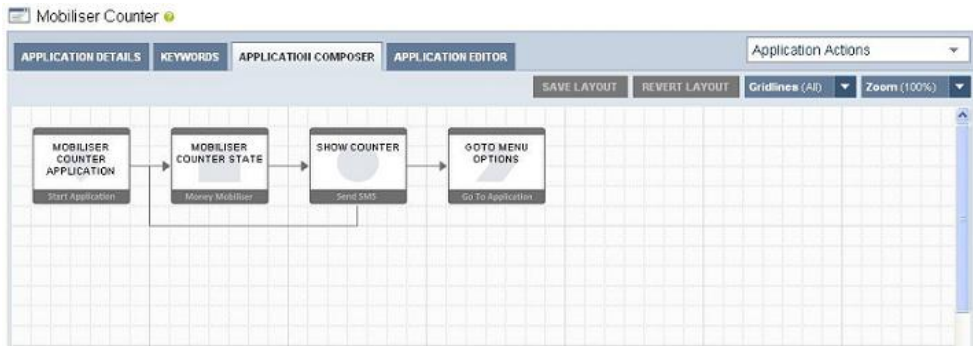 Mobiliser Counter
APPLICATION DETAILS KEYWORDS APPLICATION COMPOSER APPLICATION EDITOR Application Actions
SAVE LAYOUT REVERT LAYOUT Gridlines (All) Zoom (100%)
MOBILISER
COUNTER
APPLICATION
Start Application
MOBILISER
COUNTER STATE
Money Mobiliser
SHOW COUNTER
Send SMS
GOTO MENU
OPTIONS
Go To Application